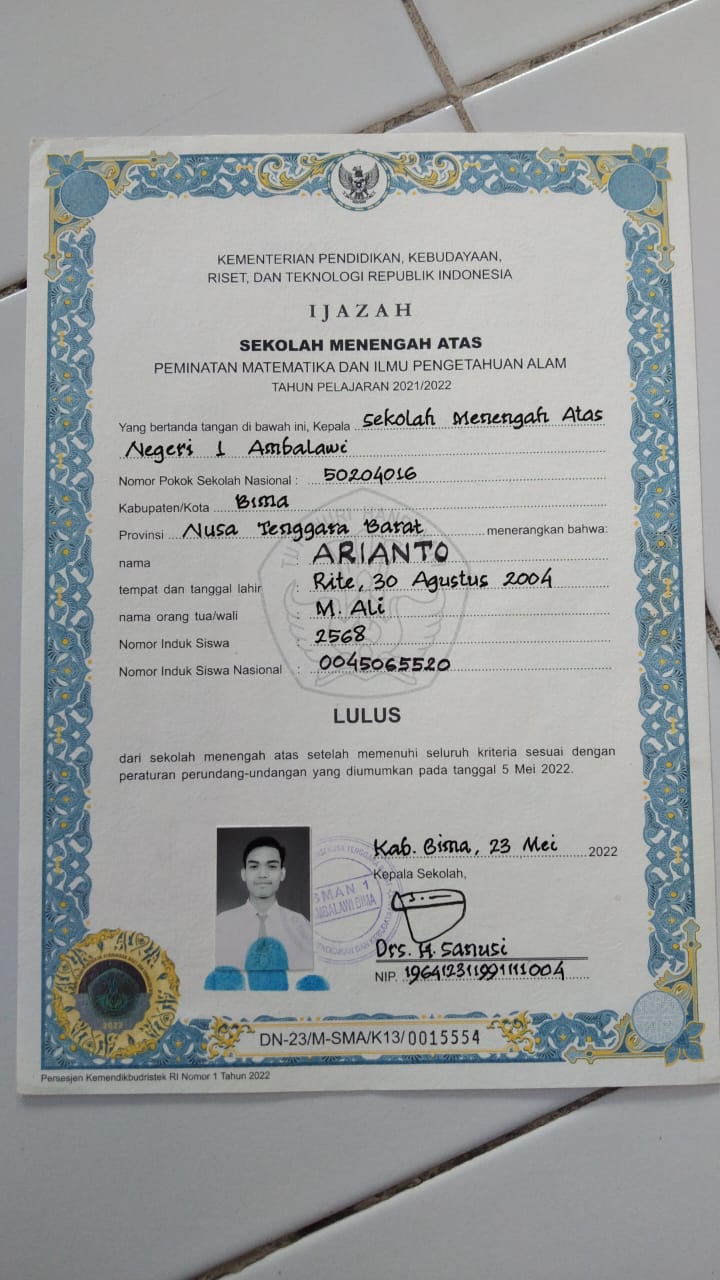 KEMENTERIAN PENDIDIKAN, KEBUDAYAAN,
RISET, DAN TEKNOLOGI REPUBLIK INDONESIA
IJAZAH
SEKOLAH MENENGAH ATAS
PEMINATAN MATEMATIKA DAN ILMU PENGETAHUAN ALAM
TAHUN PELAJARAN 2021/2022
Yang bertanda tangan di bawah ini, Kepala Sekolah Menengah Atas
Negeri 1 Ambalawi
Nomor Pokok Sekolah Nasional : 50204016
Kabupaten/Kota Bima
Provinsi Nusa Tenggara Barat menerangkan bahwa:
nama : ARIANTO
tempat dan tanggal lahir : Rite, 30 Agustus 2004
nama orang tua/wali : M. Ali
Nomor Induk Siswa : 2568
Nomor Induk Siswa Nasional : 0045065520
LULUS
dari sekolah menengah atas setelah memenuhi seluruh kriteria sesuai dengan
peraturan perundang-undangan yang diumumkan pada tanggal 5 Mei 2022.
Kab. Bima, 23 Mei 2022
Kepala Sekolah,
SMAN 1
AMBALAWI BIMA
Drs. H. Sanusi
NIP. 196412311991111004
2022
DN-23/M-SMA/K13/0015554
Persesjen Kemendikbudristek RI Nomor 1 Tahun 2022